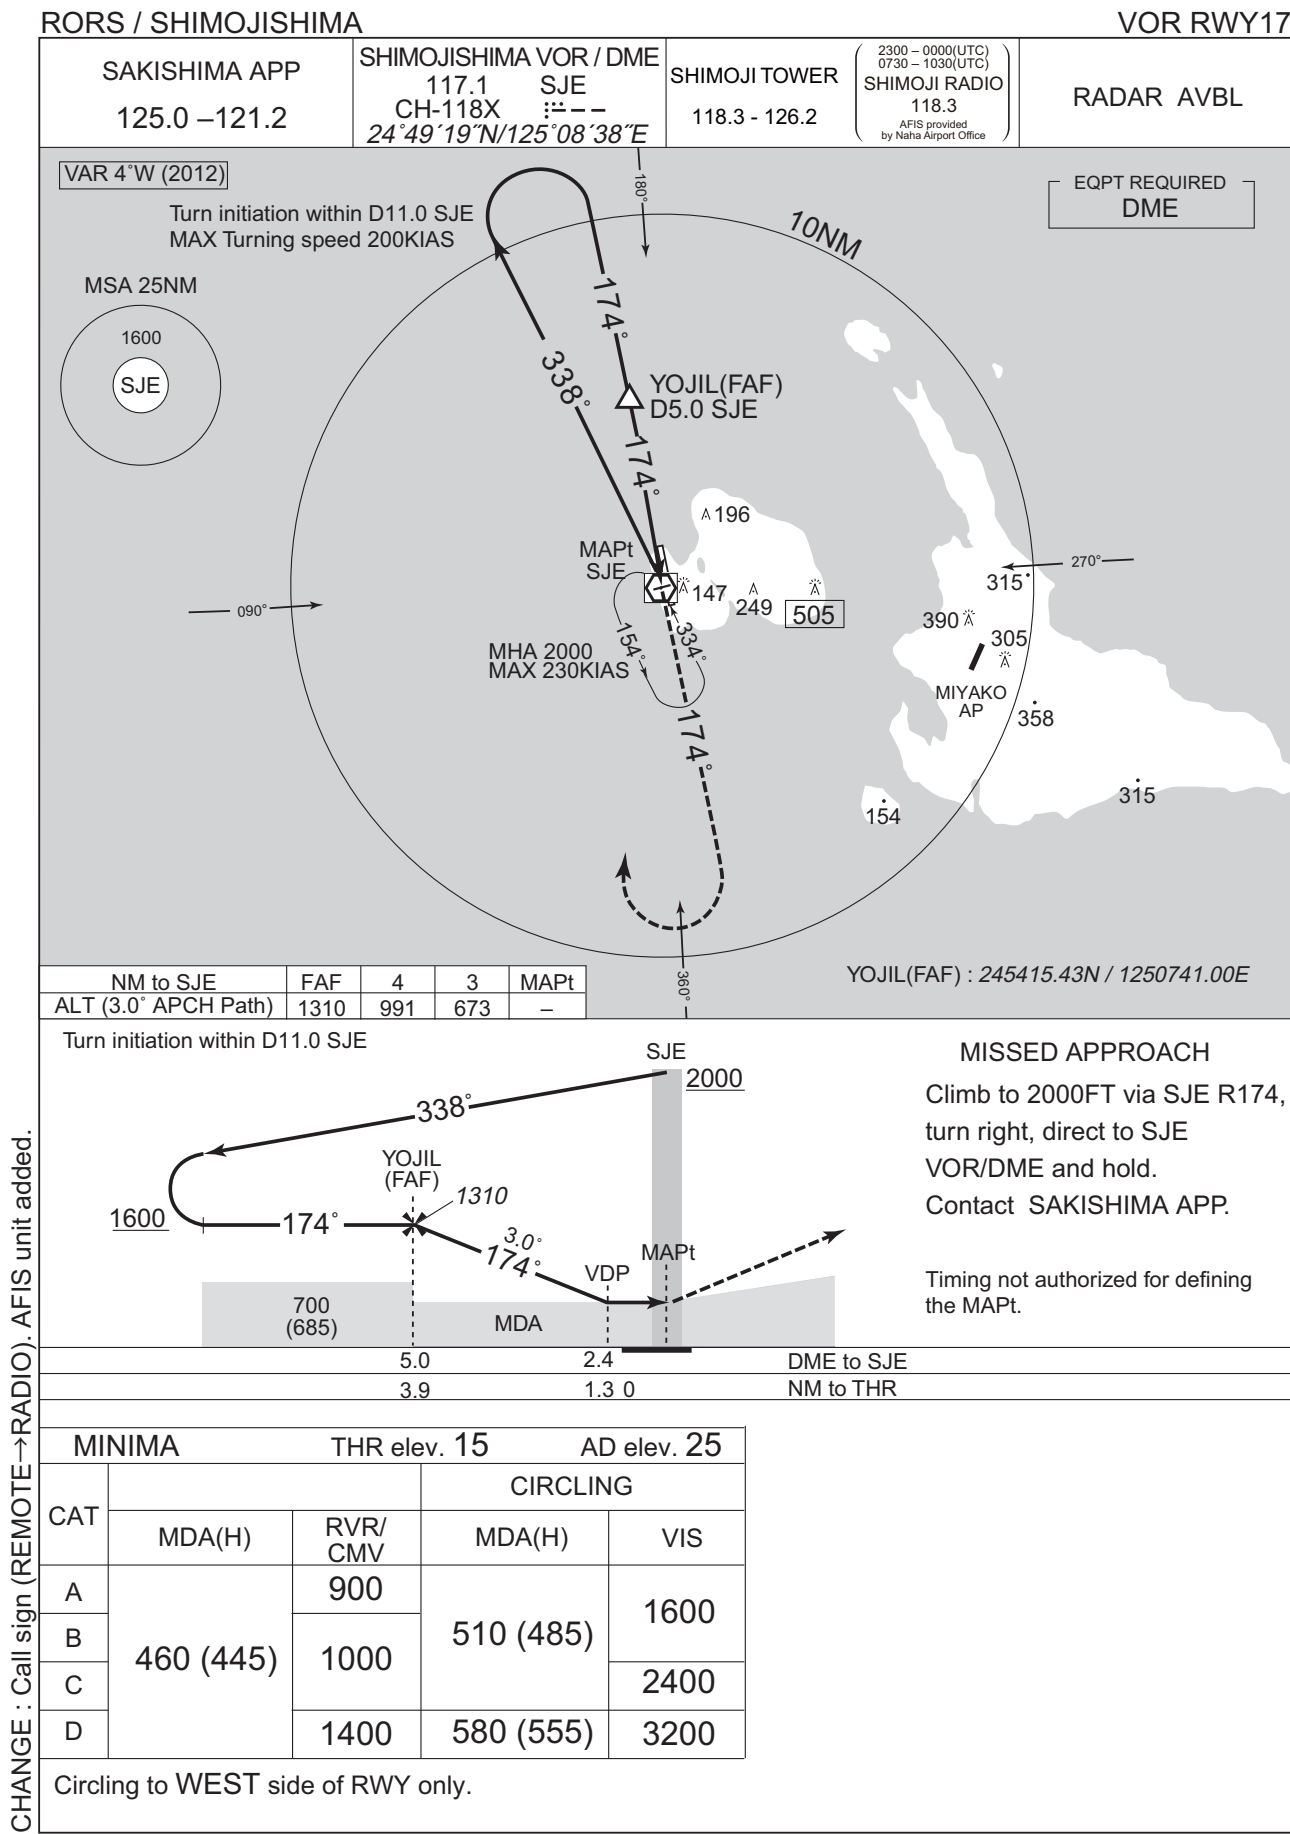 RORS / SHIMOJISHIMA
VOR RWY17
SAKISHIMA APP
125.0 –121.2
SHIMOJISHIMA VOR / DME
117.1 SJE
CH-118X
24°49´19˝N/125°08´38˝E
SHIMOJI TOWER
118.3 - 126.2
2300 – 0000(UTC)
0730 – 1030(UTC)
SHIMOJI RADIO
118.3
AFIS provided
by Naha Airport Office
RADAR AVBL
VAR 4°W (2012)
Turn initiation within D11.0 SJE
MAX Turning speed 200KIAS
180°
10NM
EQPT REQUIRED
DME
MSA 25NM
1600
SJE
174°
338°
YOJIL(FAF)
D5.0 SJE
174°
196
MAPt
SJE
147
249
505
270°
315
090°
390
305
154°
334°
MHA 2000
MAX 230KIAS
MIYAKO
AP
358
174°
315
154
360°
YOJIL(FAF) : 245415.43N / 1250741.00E
NM to SJE FAF 4 3 MAPt
ALT (3.0° APCH Path) 1310 991 673 –
Turn initiation within D11.0 SJE
SJE
2000
338°
YOJIL
(FAF)
1310
1600
174°
3.0°
174°
VDP
MAPt
700
(685)
MDA
5.0 2.4 DME to SJE
3.9 1.3 0 NM to THR
MISSED APPROACH
Climb to 2000FT via SJE R174,
turn right, direct to SJE
VOR/DME and hold.
Contact SAKISHIMA APP.
Timing not authorized for defining
the MAPt.
MINIMA THR elev. 15 AD elev. 25
CAT
CIRCLING
MDA(H)
RVR/
CMV
MDA(H)
VIS
A
B
C
D
460 (445)
900
1000
1400
510 (485)
580 (555)
1600
2400
3200
Circling to WEST side of RWY only.
CHANGE : Call sign (REMOTE→RADIO). AFIS unit added.